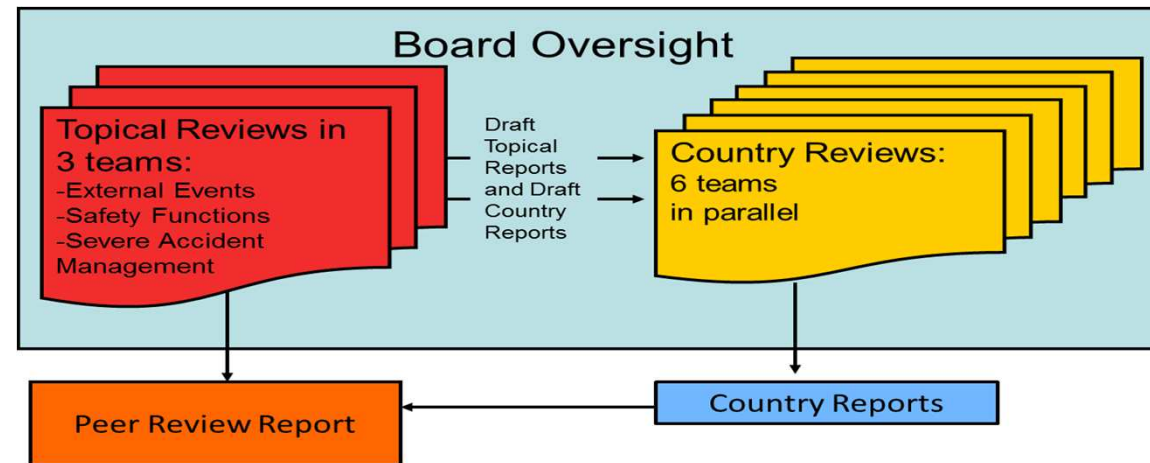 Board Oversight
Topical Reviews in
3 teams:
-External Events
-Safety Functions
-Severe Accident
Management
Draft
Topical
Reports
and Draft
Country
Reports
Country Reviews:
6 teams
in parallel
Peer Review Report
Country Reports